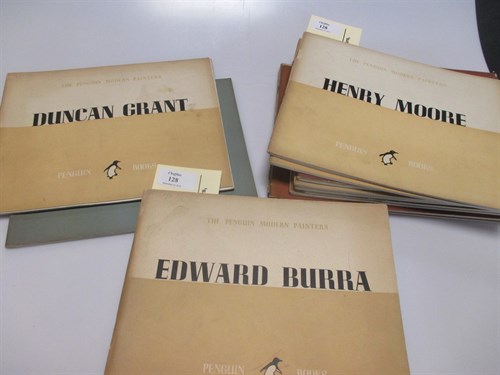 THE PENGUIN MODERN PAINTERS
DUNCAN GRANT
PENGUIN BOOKS
128
THE PENGUIN MODERN PAINTERS
HENRY MOORE
PENGUIN BOOKS
128
THE PENGUIN MODERN PAINTERS
EDWARD BURRA
PENGUIN BOOKS